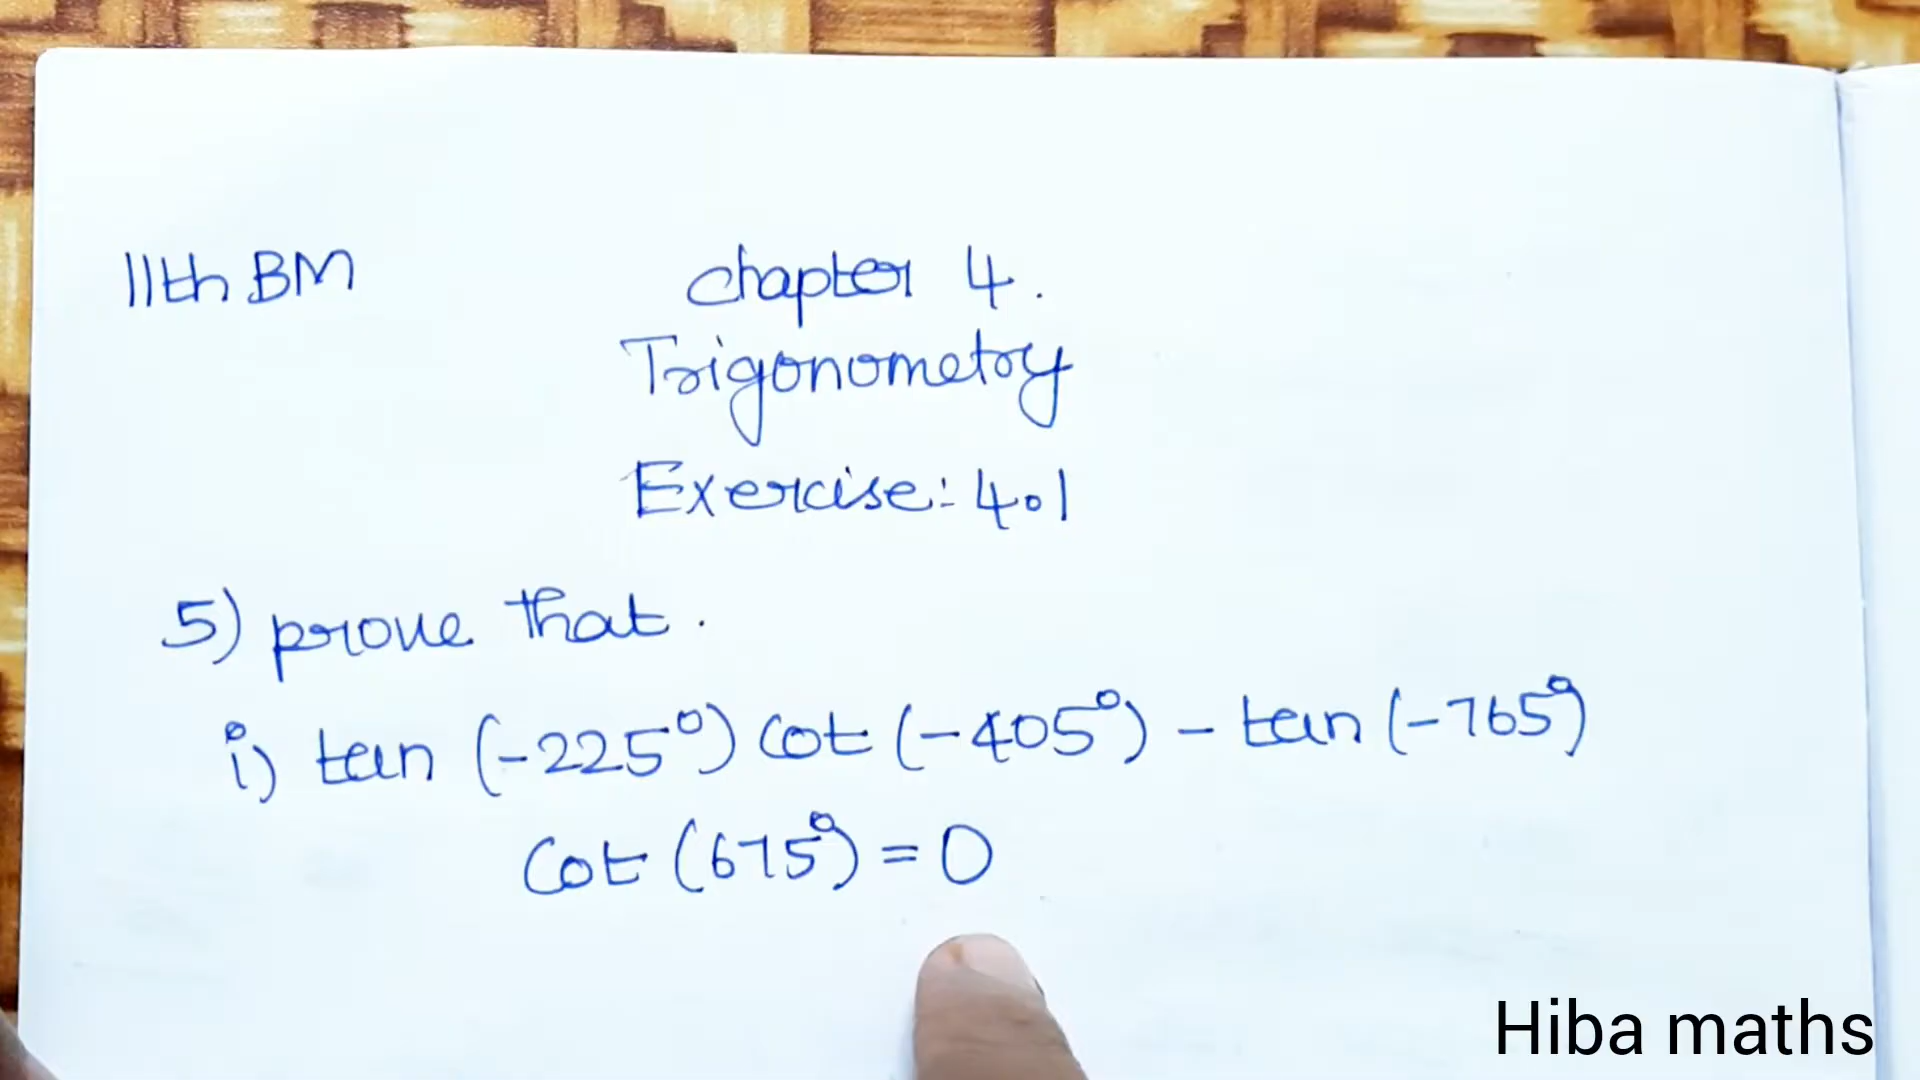 11th BM
Chapter 4.
Trigonometry
Exercise: 4.1
5) prove that.
i) tan (-225°) cot (-405°) - tan (-765°)
cot (675°) = 0
Hiba maths